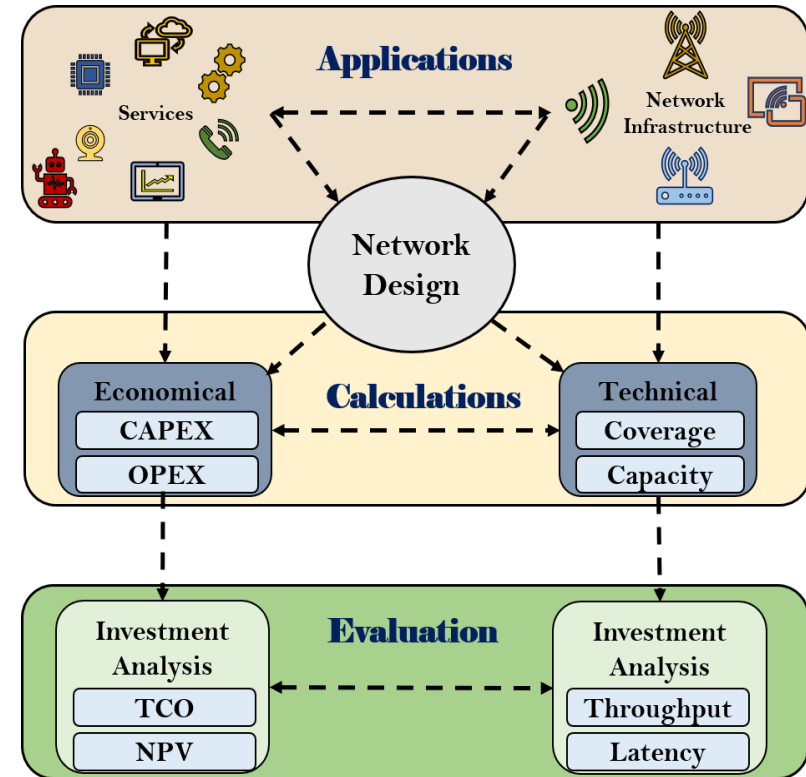 Applications
Services
Network
Infrastructure
Network
Design
Calculations
Economical
CAPEX
OPEX
Technical
Coverage
Capacity
Evaluation
Investment
Analysis
TCO
NPV
Investment
Analysis
Throughput
Latency